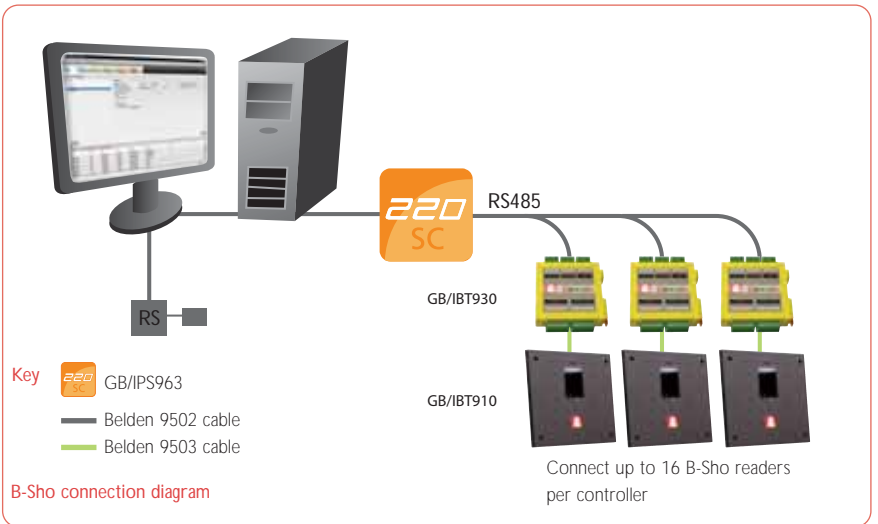 220
SC
RS485
GB/IBT930
RS
Key
220
SC
GB/IPS963
GB/IBT910
Belden 9502 cable
Belden 9503 cable
Connect up to 16 B-Sho readers
per controller
B-Sho connection diagram